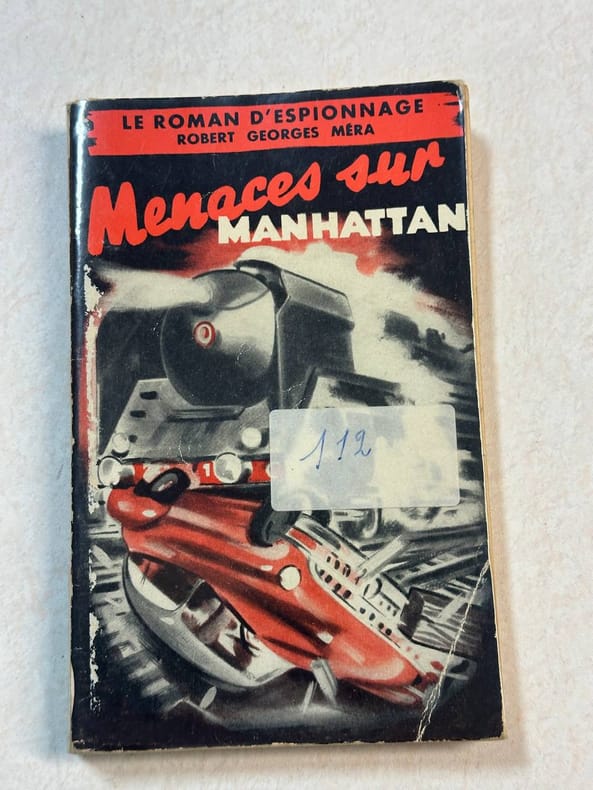 LE ROMAN D'ESPIONNAGE
ROBERT GEORGES MÉRA
Menaces sur
MANHATTAN
112